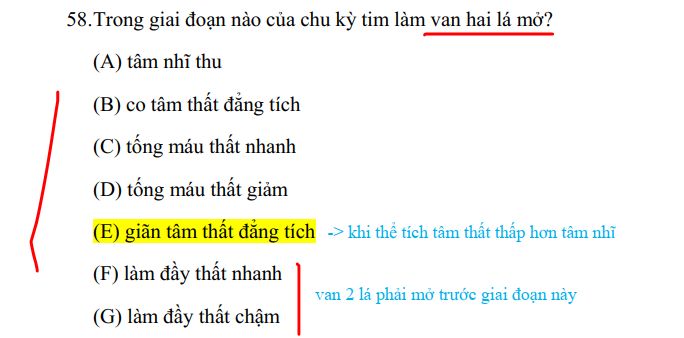 58.Trong giai đoạn nào của chu kỳ tim làm van hai lá mở?
(A) tâm nhĩ thu
(B) co tâm thất đẳng tích
(C) tống máu thất nhanh
(D) tống máu thất giảm
(E) giãn tâm thất đẳng tích -> khi thể tích tâm thất thấp hơn tâm nhĩ
(F) làm đầy thất nhanh
van 2 lá phải mở trước giai đoạn này
(G) làm đầy thất chậm